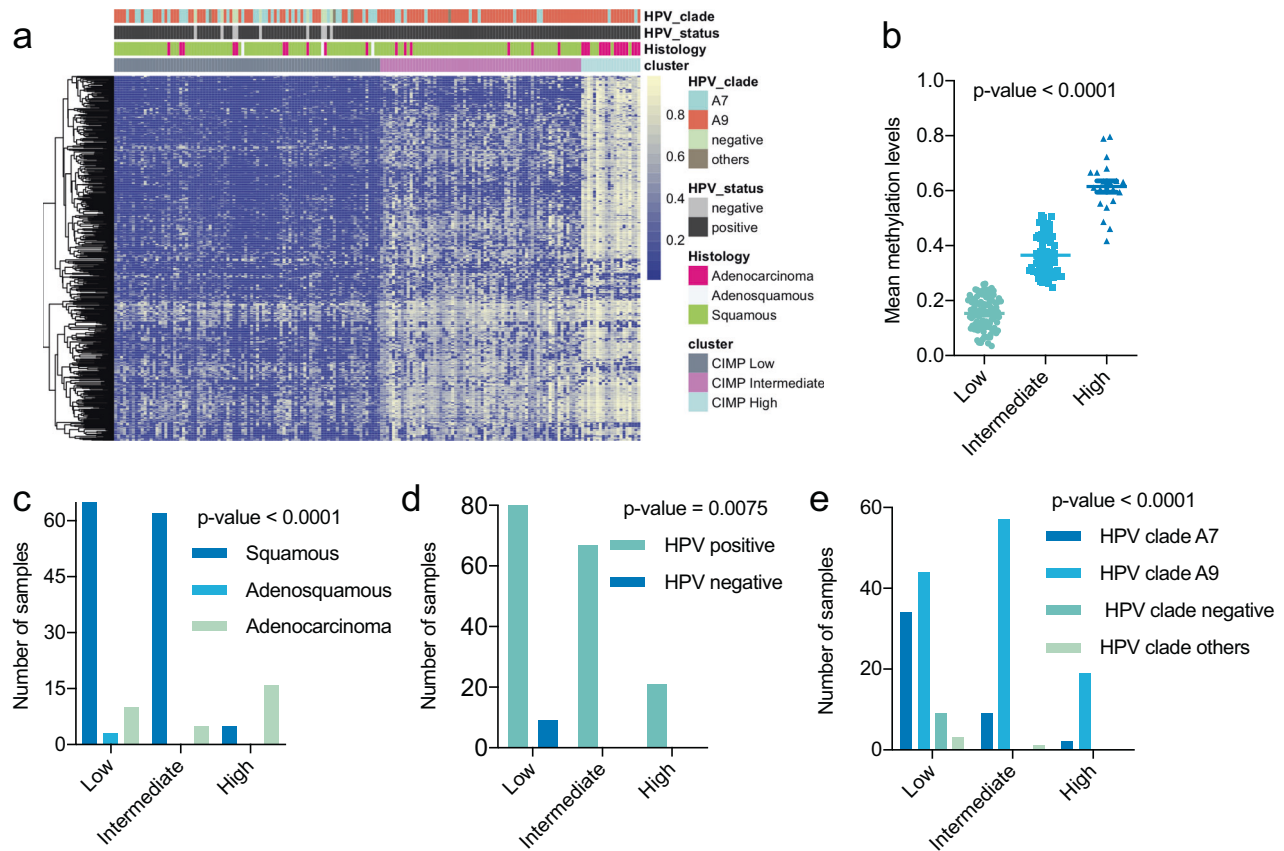 a
HPV_clade
HPV_status
Histology
cluster
0.8
0.6
0.4
0.2
HPV_clade
A7
A9
negative
others
HPV_status
negative
positive
Histology
Adenocarcinoma
Adenosquamous
Squamous
cluster
CIMP Low
CIMP Intermediate
CIMP High
b
p-value < 0.0001
Mean methylation levels
1.0
0.8
0.6
0.4
0.2
0.0
Low
Intermediate
High
c
p-value < 0.0001
Squamous
Adenosquamous
Adenocarcinoma
Number of samples
60
45
30
15
0
Low
Intermediate
High
d
p-value = 0.0075
HPV positive
HPV negative
Number of samples
80
60
40
20
0
Low
Intermediate
High
e
p-value < 0.0001
HPV clade A7
HPV clade A9
HPV clade negative
HPV clade others
Number of samples
60
40
20
0
Low
Intermediate
High